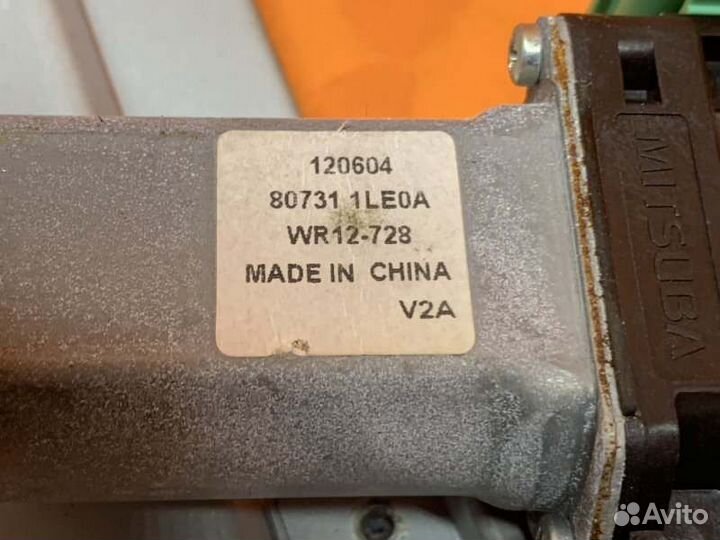 120604
80731 1LE0A
WR12-728
MADE IN CHINA
V2A
MITSUBA
Avito